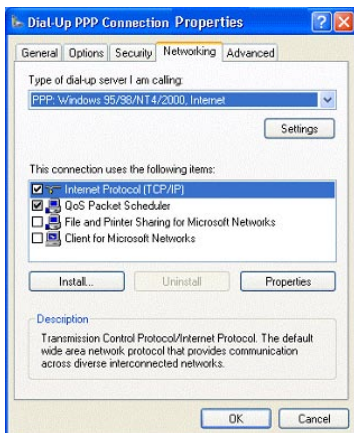 Dial-Up PPP Connection Properties
General Options Security Networking Advanced
Type of dial-up server I am calling:
PPP: Windows 95/98/NT4/2000, Internet
Settings
This connection uses the following items:
Internet Protocol (TCP/IP)
QoS Packet Scheduler
File and Printer Sharing for Microsoft Networks
Client for Microsoft Networks
Install... Uninstall Properties
Description
Transmission Control Protocol/Internet Protocol. The default
wide area network protocol that provides communication
across diverse interconnected networks.
OK Cancel